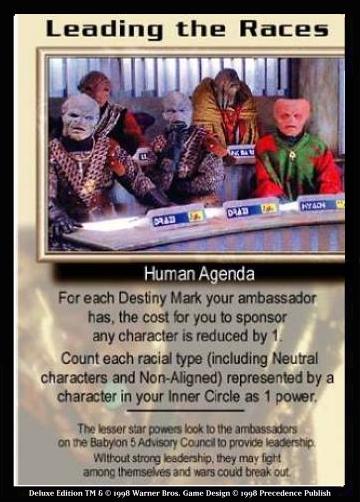 Leading the Races
DRAZI
DRAZI
HYACH
Human Agenda
For each Destiny Mark your ambassador
has, the cost for you to sponsor
any character is reduced by 1.
Count each racial type (including Neutral
characters and Non-Aligned) represented by a
character in your Inner Circle as 1 power.
The lesser star powers look to the ambassadors
on the Babylon 5 Advisory Council to provide leadership.
Without strong leadership, they may fight
among themselves and wars could break out.
Deluxe Edition TM & © 1998 Warner Bros. Game Design © 1998 Precedence Publish